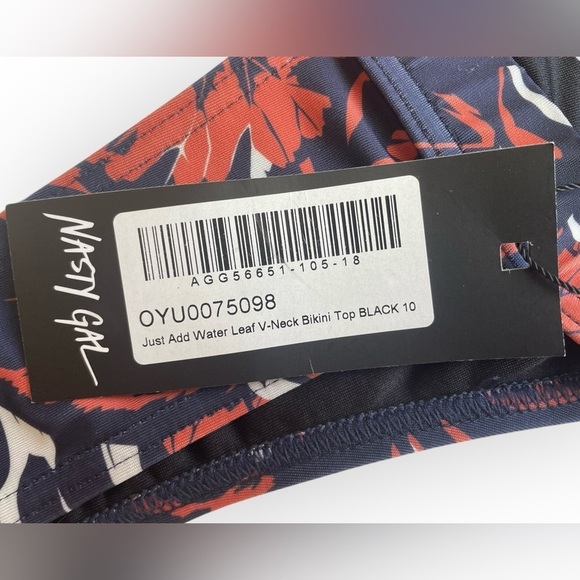 NASTY GAL
AGG56651-105-18
OYU0075098
Just Add Water Leaf V-Neck Bikini Top BLACK 10